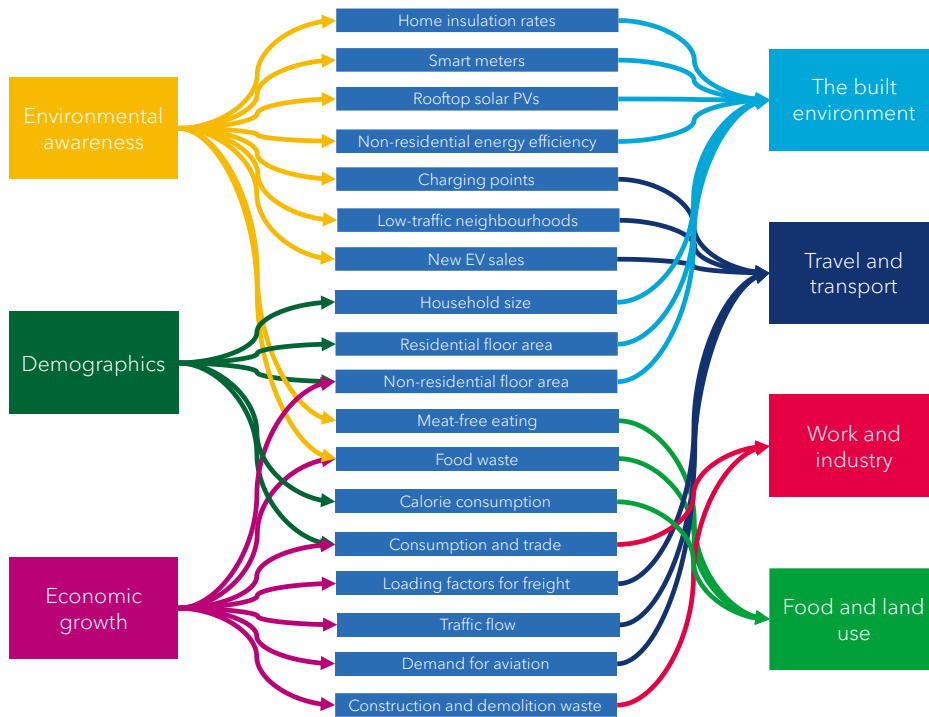 Environmental
awareness
Demographics
Economic
growth
Home insulation rates
Smart meters
Rooftop solar PVs
Non-residential energy efficiency
Charging points
Low-traffic neighbourhoods
New EV sales
Household size
Residential floor area
Non-residential floor area
Meat-free eating
Food waste
Calorie consumption
Consumption and trade
Loading factors for freight
Traffic flow
Demand for aviation
Construction and demolition waste
The built
environment
Travel and
transport
Work and
industry
Food and land
use